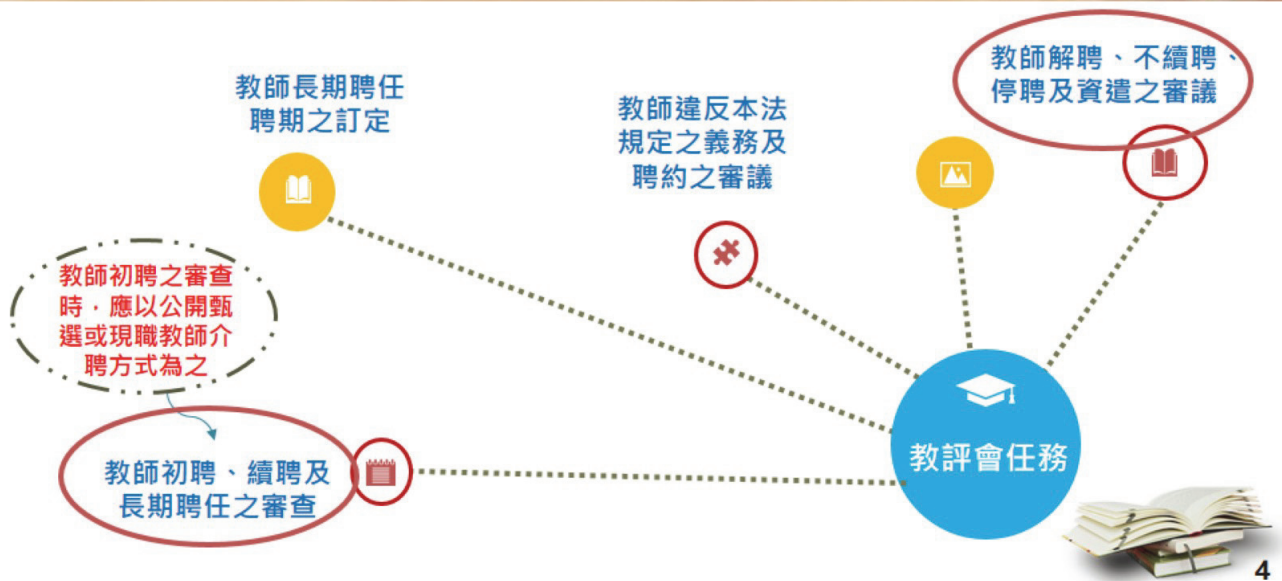 教師長期聘任
聘期之訂定
教師違反本法
規定之義務及
聘約之審議
教師解聘、不續聘、
停聘及資遣之審議
教師初聘之審查
時，應以公開甄
選或現職教師介
聘方式為之
教師初聘、續聘及
長期聘任之審查
教評會任務
4